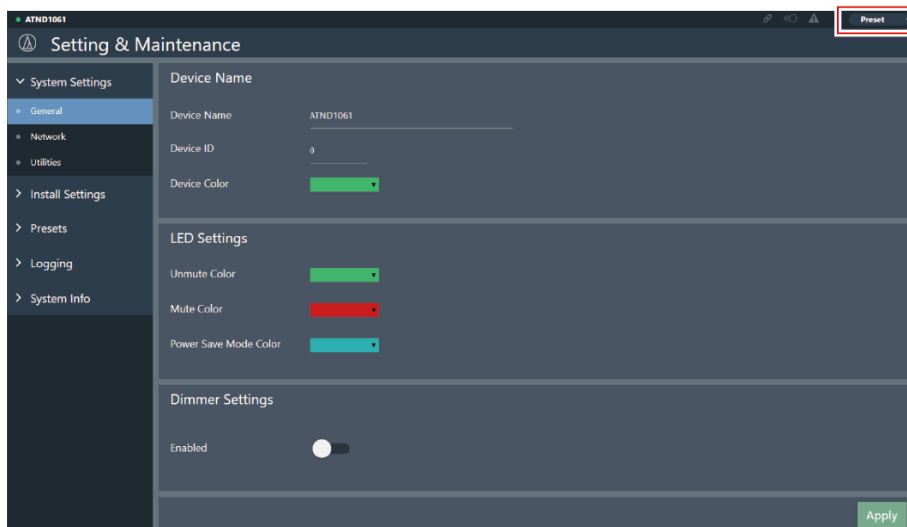 ATND1061
Preset
Setting & Maintenance
System Settings
General
Network
Utilities
Install Settings
Presets
Logging
System Info
Device Name
Device Name ATND1061
Device ID 0
Device Color
LED Settings
Unmute Color
Mute Color
Power Save Mode Color
Dimmer Settings
Enabled
Apply